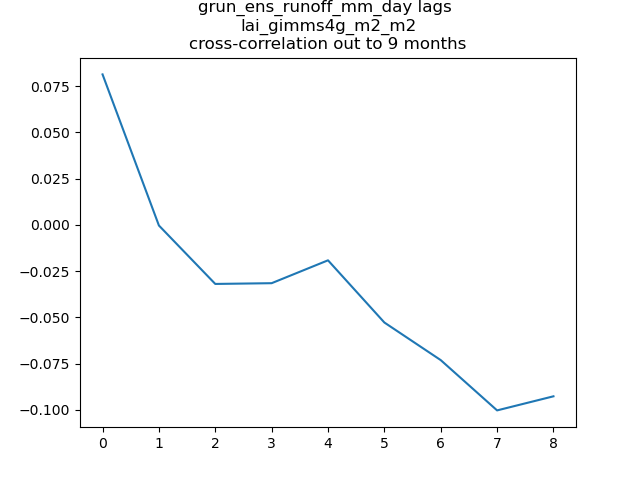 grun_ens_runoff_mm_day lags
lai_gimms4g_m2_m2
cross-correlation out to 9 months
0.075
0.050
0.025
0.000
−0.025
−0.050
−0.075
−0.100
0 1 2 3 4 5 6 7 8